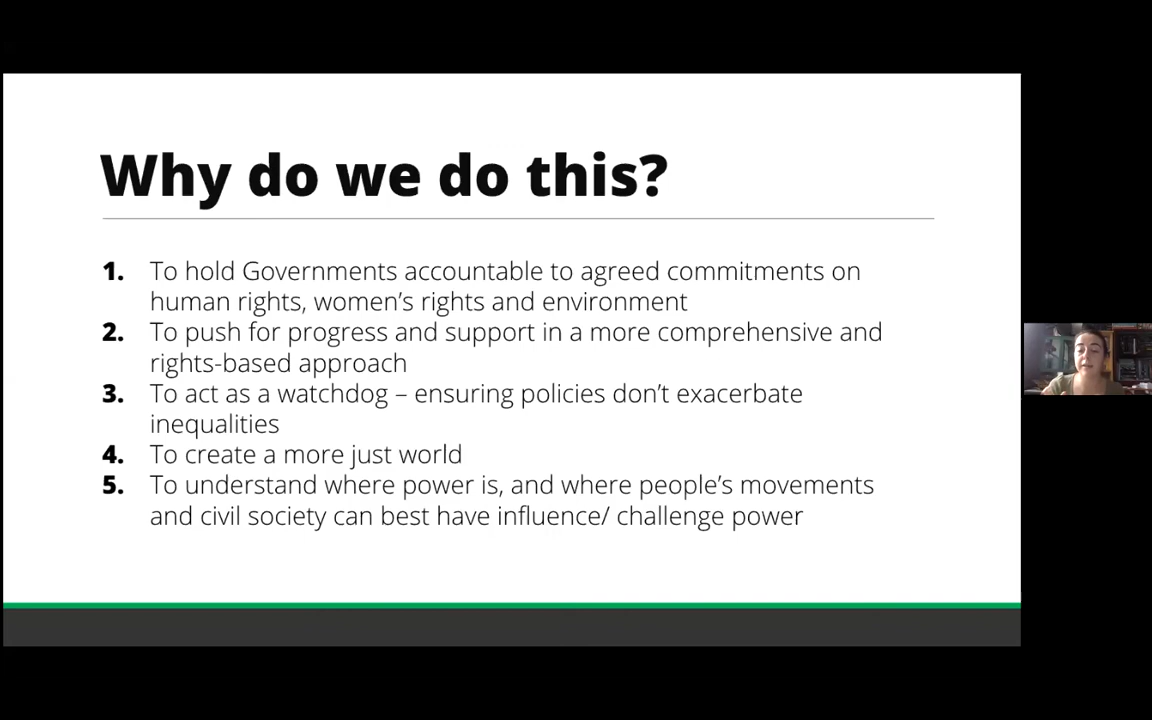 Why do we do this?
1. To hold Governments accountable to agreed commitments on
human rights, women’s rights and environment
2. To push for progress and support in a more comprehensive and
rights-based approach
3. To act as a watchdog – ensuring policies don’t exacerbate
inequalities
4. To create a more just world
5. To understand where power is, and where people’s movements
and civil society can best have influence/ challenge power